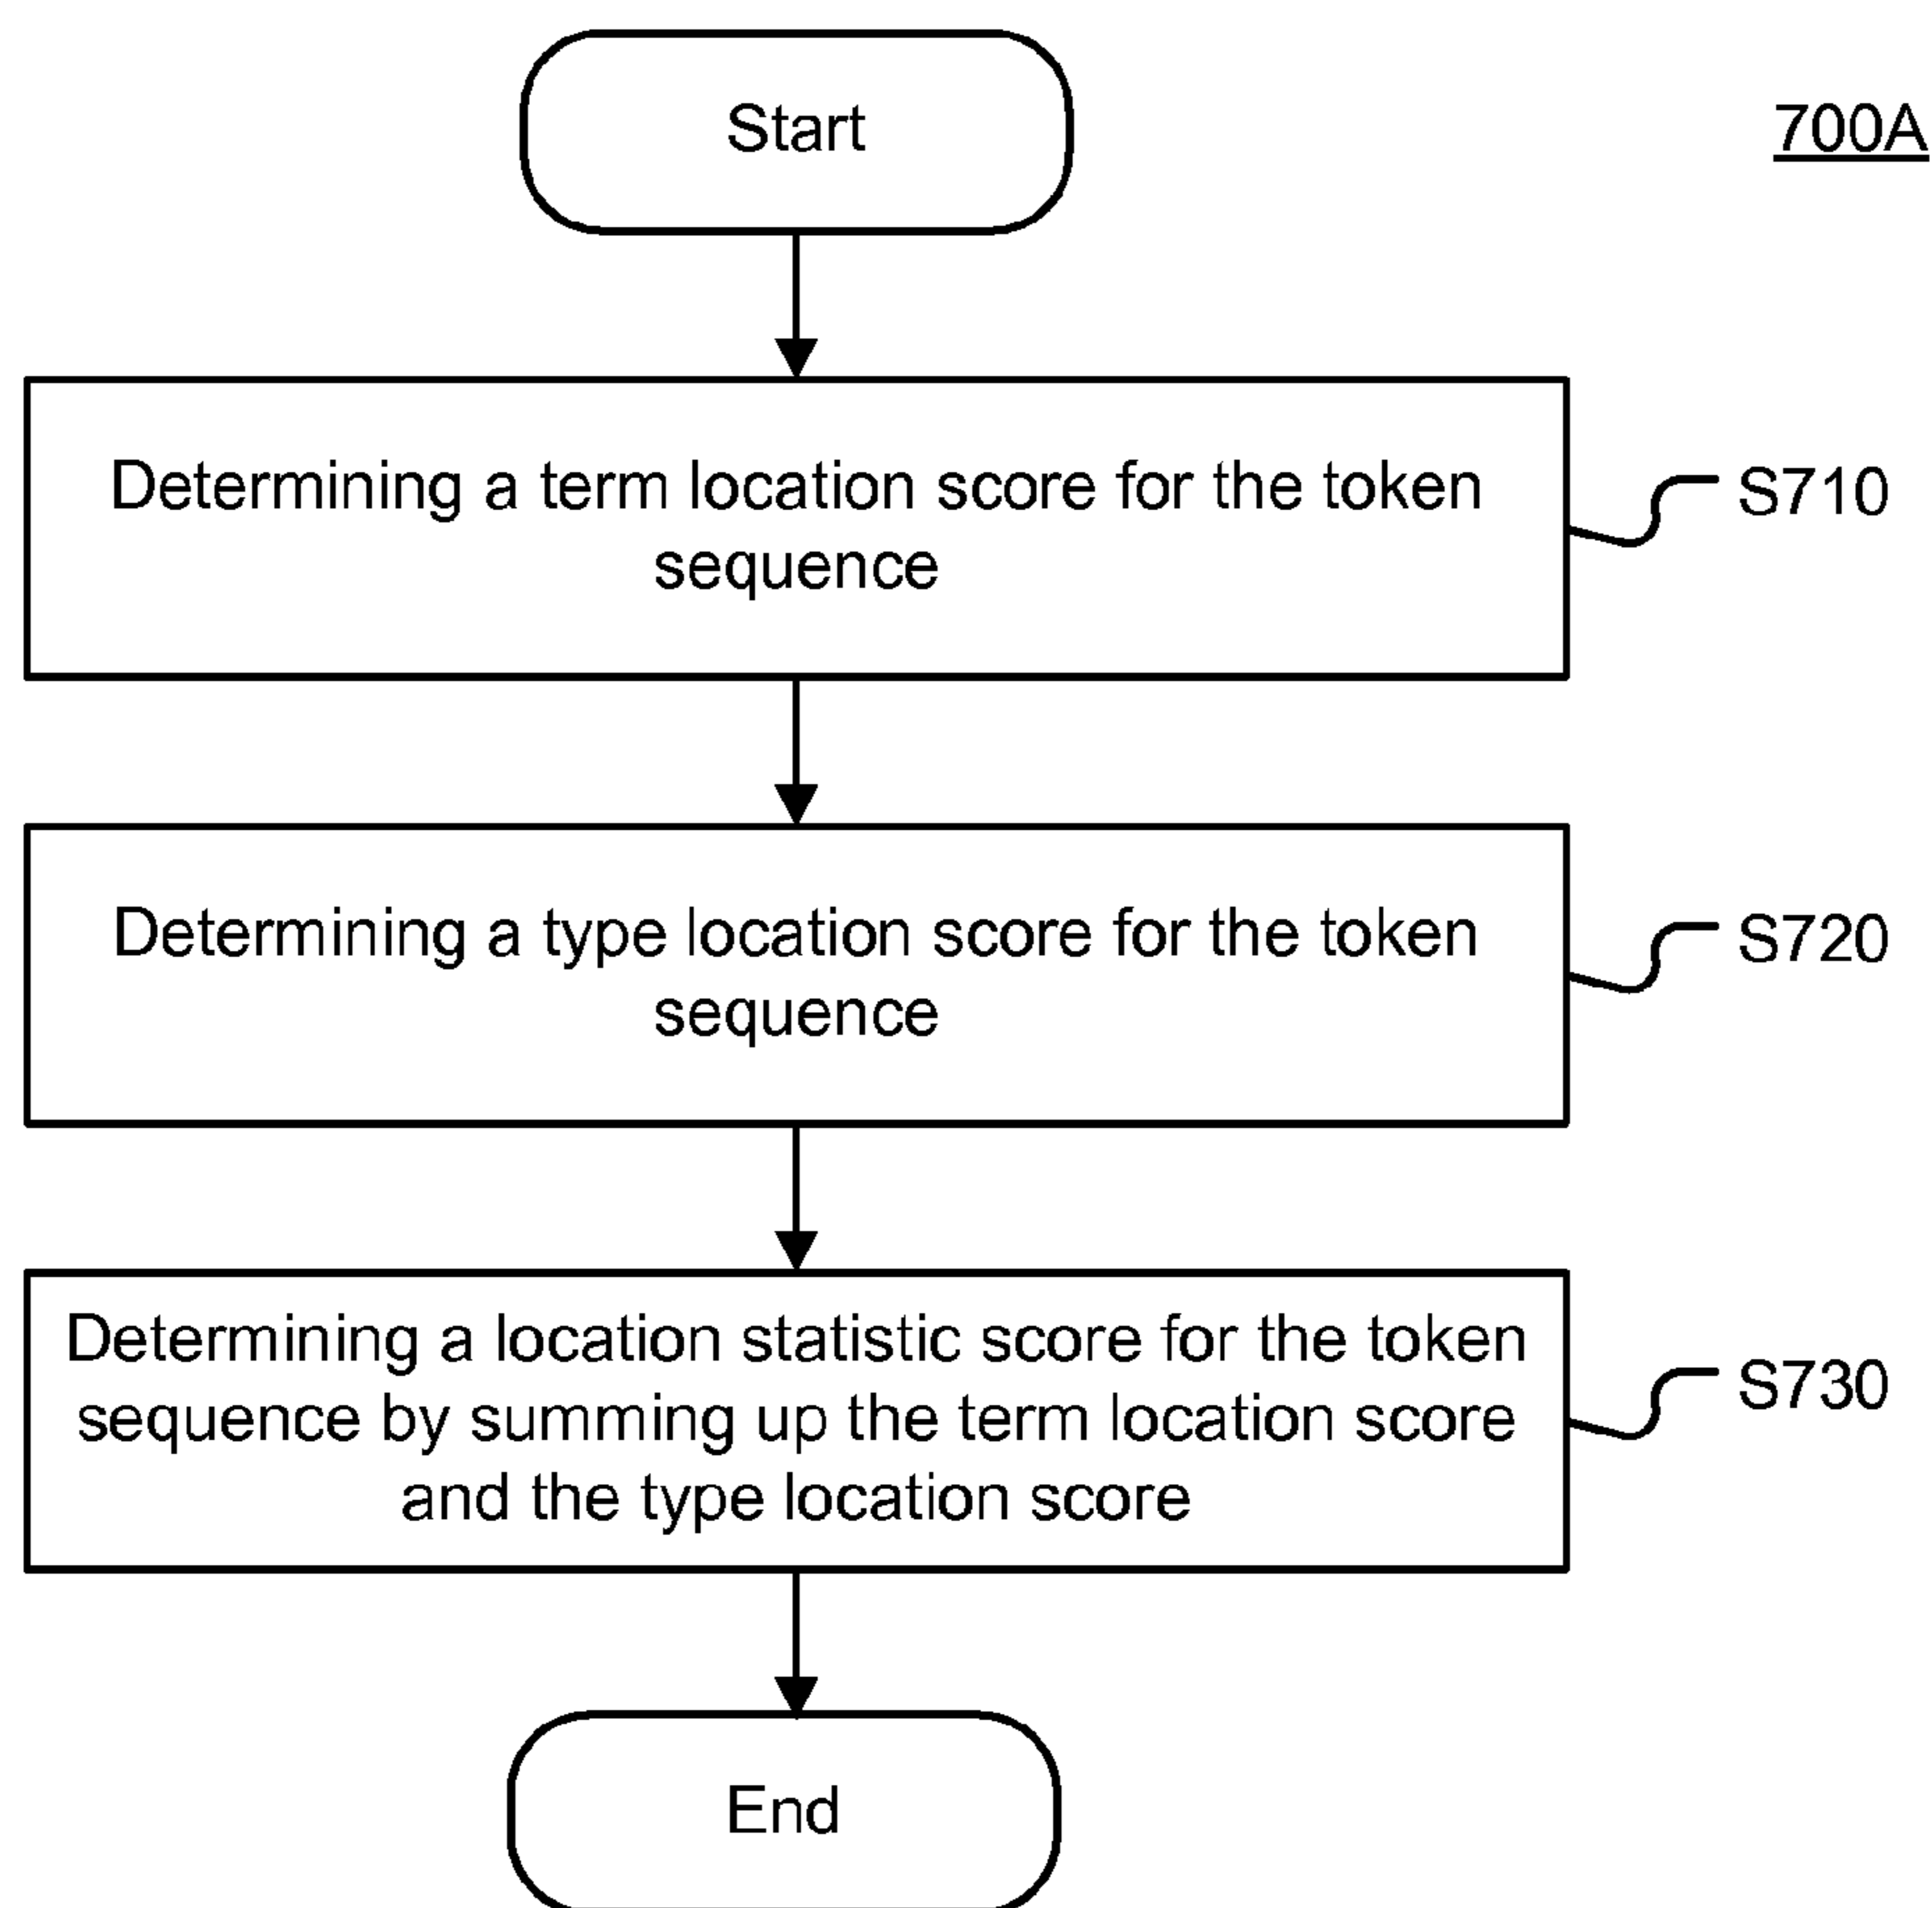 Start
700A
Determining a term location score for the token
sequence
S710
Determining a type location score for the token
sequence
S720
Determining a location statistic score for the token
sequence by summing up the term location score
and the type location score
S730
End